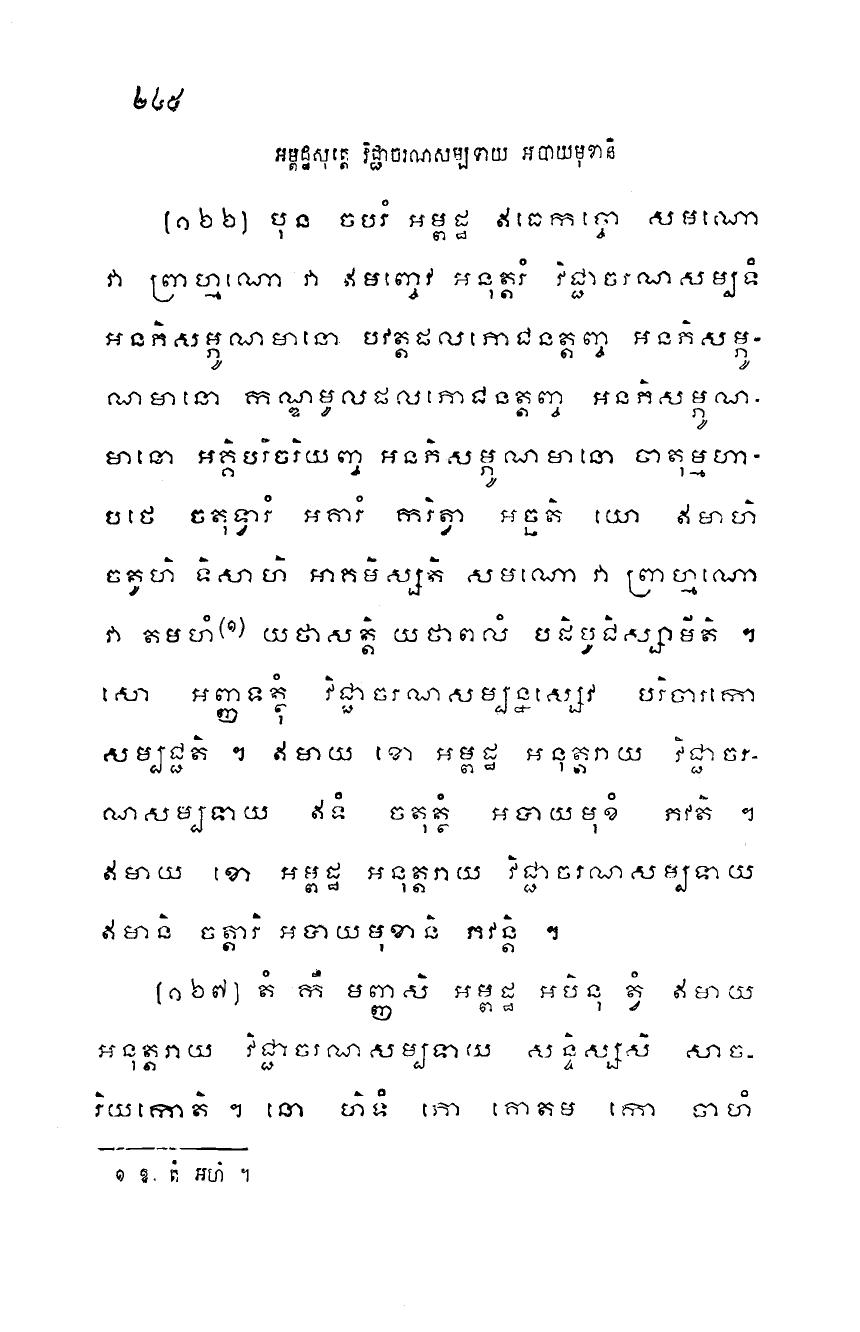 ២៤៥
អម្ពដ្ឋសុត្តេ វិជ្ជាចរណសម្បទាយ អបាយមុខានិ
(១៦៦) បុន ចបរំ អម្ពដ្ឋ ឥធេកច្ចោ សមណោ
វា ព្រាហ្មណោ វា ឥមញ្ចេវ អនុត្តរំ វិជ្ជាចរណសម្បទំ
អនភិសម្ភូណមានោ បវត្តផលភោជនត្តញ្ច អនភិសម្ភូ-
ណមានោ កណ្ឌមូលផលភោជនត្តញ្ច អនភិសម្ភូណ-
មានោ អគ្គិបរិចរិយញ្ច អនភិសម្ភូណមានោ ចាតុម្មហា-
បថេ ចតុទ្វារំ អគារំ ការិត្វា អច្ឆតិ យោ ឥមាហិ
ចតូហិ ទិសាហិ អាគមិស្សតិ សមណោ វា ព្រាហ្មណោ
វា តមហំ(១) យថាសត្តិ យថាពលំ បដិបូជិស្សាមីតិ ។
សោ អញ្ញទត្ថុំ វិជ្ជាចរណសម្បន្នស្សេវ បរិចារកោ
សម្បជ្ជតិ ។ ឥមាយ ខោ អម្ពដ្ឋ អនុត្តរាយ វិជ្ជាចរ-
ណសម្បទាយ ឥទំ ចតុត្ថំ អបាយមុខំ ភវតិ ។
ឥមាយ ខោ អម្ពដ្ឋ អនុត្តរាយ វិជ្ជាចរណសម្បទាយ
ឥមានិ ចត្តារិ អបាយមុខានិ ភវន្តិ ។
(១៦៧) តំ កឹ មញ្ញសិ អម្ពដ្ឋ អបិនុ ត្វំ ឥមាយ
អនុត្តរាយ វិជ្ជាចរណសម្បទាយ សន្ទិស្សសិ សាច-
រិយកោតិ ។ នោ ហិទំ ភោ គោតម កោ ចាហំ
១ ឱ. តំ អហំ ។